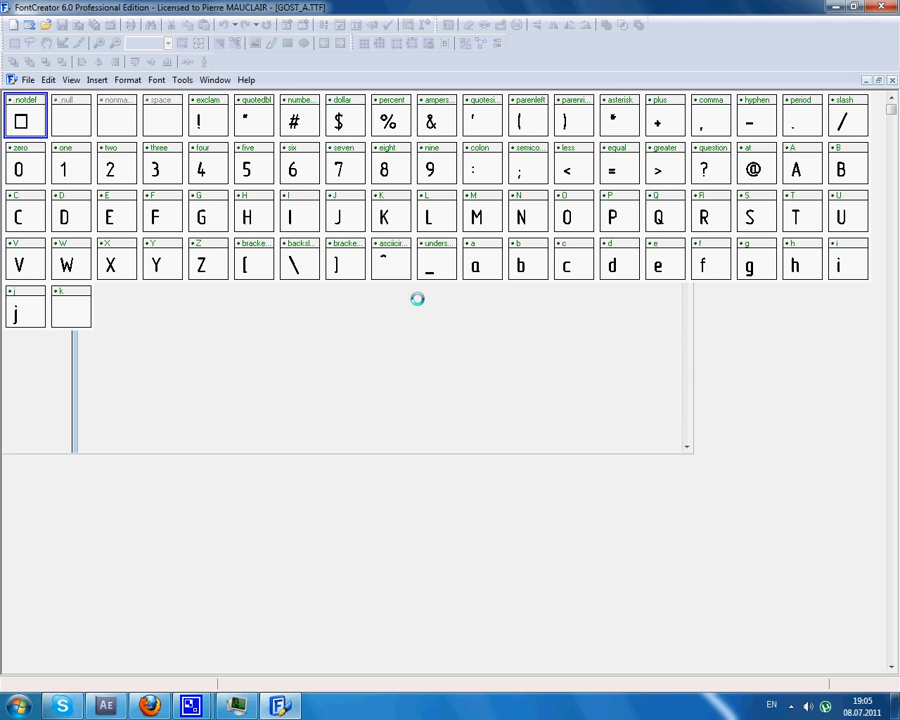 FontCreator 6.0 Professional Edition - Licensed to Pierre MAUCLAIR - [GOST_A.TTF]
File Edit View Insert Format Font Tools Window Help
.notdef .null nonma... space exclam quotedbl numbe... dollar percent ampers... quotesi... parenleft parenri... asterisk plus comma hyphen period slash
! " # $ % & ' ( ) * + , - . /
zero one two three four five six seven eight nine colon semico... less equal greater question at A B
0 1 2 3 4 5 6 7 8 9 : ; < = > ? @ A B
C D E F G H I J K L M N O P Q R S T U
C D E F G H I J K L M N O P Q R S T U
V W X Y Z bracke... backsl... bracke... asciicir... unders... a b c d e f g h i
V W X Y Z [ \ ] ^ _ a b c d e f g h i
j k
j
Ae
EN
19:05
08.07.2011